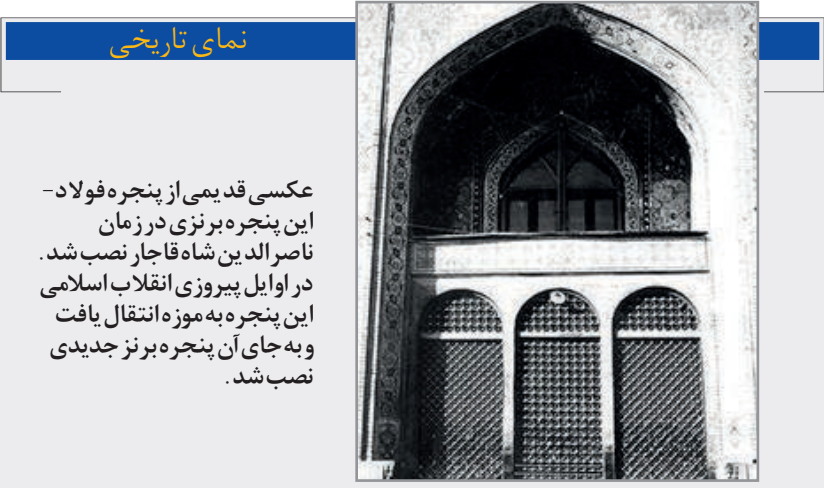 نمای تاریخی
عکسی قدیمی از پنجره فولاد-
این پنجره برنزی در زمان
ناصرالدین شاه قاجار نصب شد.
در اوایل پیروزی انقلاب اسلامی
این پنجره به موزه انتقال یافت
و به جای آن پنجره برنز جدیدی
نصب شد.